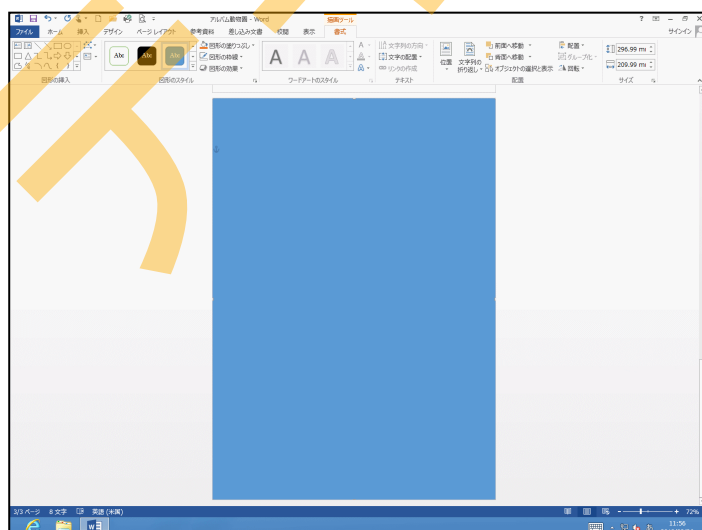 アルバム動物園 - Word
描画ツール
サインイン
ファイル ホーム 挿入 デザイン ページ レイアウト 参考資料 差し込み文書 校閲 表示 書式
Abc Abc Abc
図形の塗りつぶし
図形の枠線
図形の効果
A A A
文字列の方向
文字の配置
リンクの作成
位置
文字列の
折り返し
前面へ移動
背面へ移動
オブジェクトの選択と表示
配置
グループ化
回転
296.99 mm
209.99 mm
図形の挿入 図形のスタイル ワードアートのスタイル テキスト 配置 サイズ
3/3 ページ 8 文字 英語 (米国)
72%
11:56